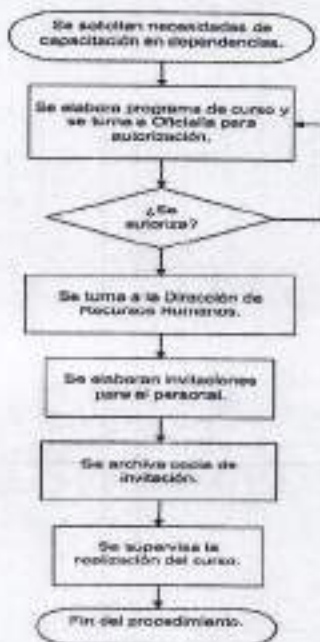 Se solicitan necesidades de
capacitación en dependencias.
Se elabora programa de curso y
se turna a Oficialía para
autorización.
¿Se
autoriza?
Se turna a la Dirección de
Recursos Humanos.
Se elaboran invitaciones
para el personal.
Se archiva copia de
invitación.
Se supervisa la
realización del curso.
Fin del procedimiento.